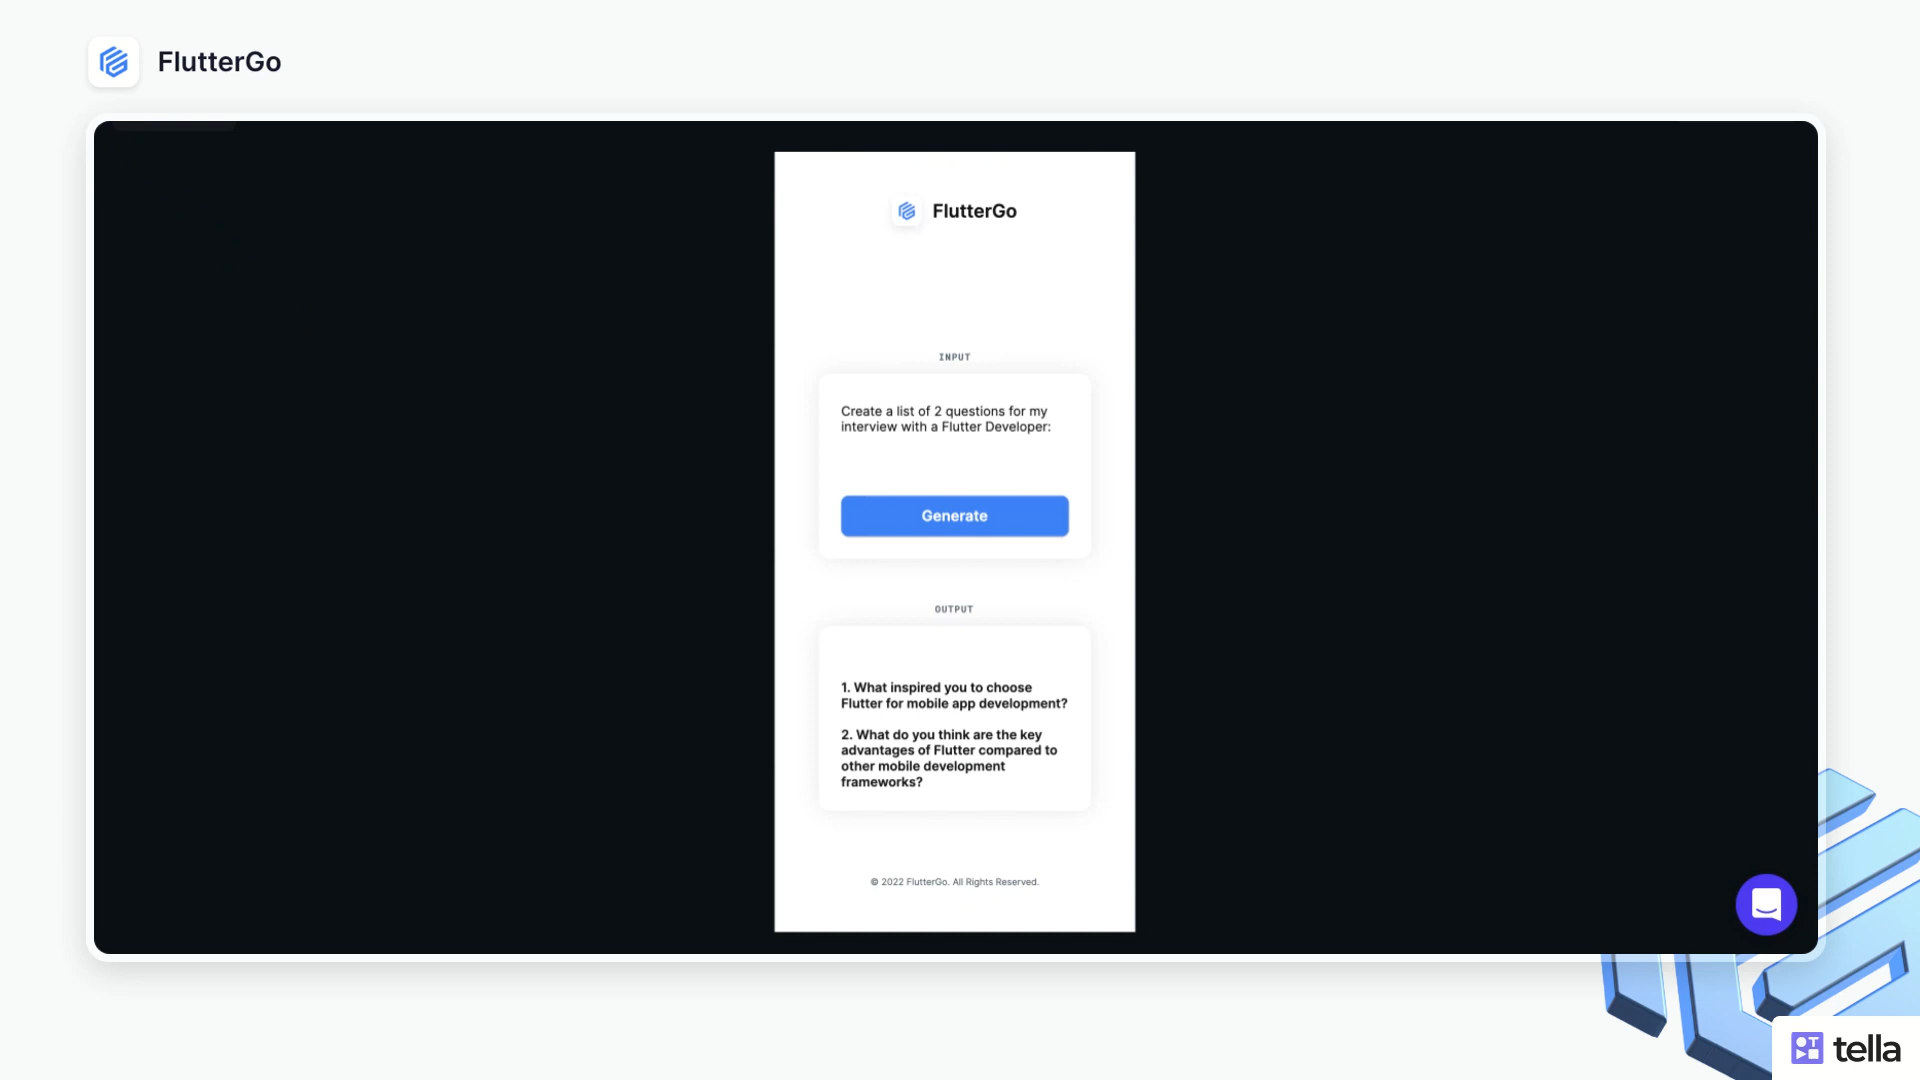 FlutterGo
FlutterGo
INPUT
Create a list of 2 questions for my
interview with a Flutter Developer:
Generate
OUTPUT
1. What inspired you to choose
Flutter for mobile app development?
2. What do you think are the key
advantages of Flutter compared to
other mobile development
frameworks?
© 2022 FlutterGo. All Rights Reserved.
tella